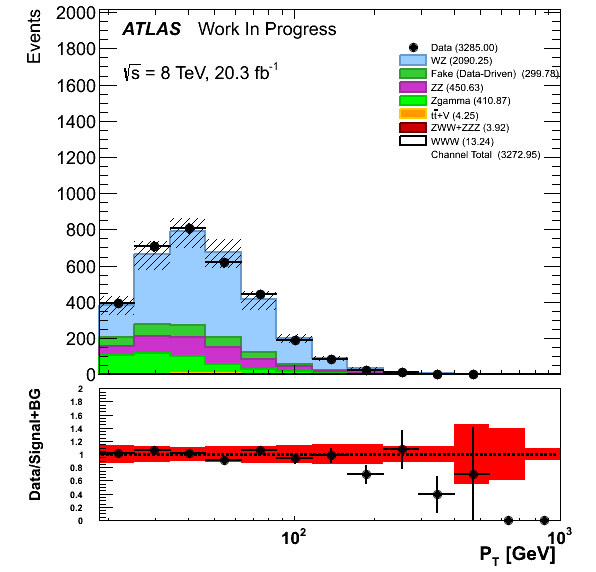 Events
2000
1800
1600
1400
1200
1000
800
600
400
200
0
ATLAS Work In Progress
√s = 8 TeV, 20.3 fb⁻¹
Data (3285.00)
WZ (2090.25)
Fake (Data-Driven) (299.78)
ZZ (450.63)
Zgamma (410.87)
tt̄+V (4.25)
ZWW+ZZZ (3.92)
WWW (13.24)
Channel Total (3272.95)
Data/Signal+BG
2
1.8
1.6
1.4
1.2
1
0.8
0.6
0.4
0.2
0
10²
10³
P_T [GeV]